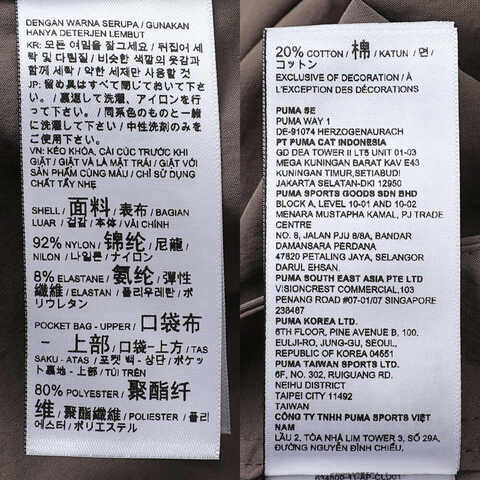 DENGAN WARNA SERUPA / GUNAKAN
HANYA DETERJEN LEMBUT
KR: 모든 여밈을 잠그세요 / 뒤집어 세
탁 및 다림질 / 비슷한 색깔의 옷감과
함께 세탁 / 약한 세제만 사용할 것
JP: 留め具はすべて閉じておいて下さ
い。/ 裏返して洗濯、アイロンを行
って下さい / 同系色のものと一緒
に洗濯して下さい / 中性洗剤のみを
ご使用下さい
VN: KÉO KHÓA, CÀI CÚC TRƯỚC KHI
GIẶT / GIẶT VÀ LÀ MẶT TRÁI / GIẶT VỚI
SẢN PHẨM CÙNG MÀU / CHỈ SỬ DỤNG
CHẤT TẨY NHẸ
SHELL / 面料 / 表布 / BAGIAN
LUAR / 겉감 / 本体 / VẢI CHÍNH
92% NYLON / 锦纶 / 尼龍 /
NILON / 나일론 / ナイロン
8% ELASTANE / 氨纶 / 彈性
纖維 / ELASTAN / 폴리우레탄 / ポ
リウレタン
POCKET BAG - UPPER / 口袋布
- 上部 / 口袋 - 上方 / TAS
SAKU - ATAS / 포켓 백 - 상단 / ポケッ
ト裏地 - 上部 / TÚI TRÊN
80% POLYESTER / 聚酯纤
维 / 聚酯纖維 / POLIESTER / 폴리
에스터 / ポリエステル
20% COTTON / 棉 / KATUN / 면 /
コットン
EXCLUSIVE OF DECORATION / À
L'EXCEPTION DES DÉCORATIONS
PUMA SE
PUMA WAY 1
DE-91074 HERZOGENAURACH
PT PUMA CAT INDONESIA
GD DEA TOWER II LT5 UNIT 01-03
MEGA KUNINGAN BARAT KAV E43
KUNINGAN TIMUR, SETIABUDI
JAKARTA SELATAN-DKI 12950
PUMA SPORTS GOODS SDN BHD
BLOCK A, LEVEL 10-01 AND 10-02
MENARA MUSTAPHA KAMAL, PJ TRADE
CENTRE
NO. 8, JALAN PJU 8/8A, BANDAR
DAMANSARA PERDANA
47820 PETALING JAYA, SELANGOR
DARUL EHSAN.
PUMA SOUTH EAST ASIA PTE LTD
VISIONCREST COMMERCIAL, 103
PENANG ROAD #07-01/07 SINGAPORE
238467
PUMA KOREA LTD.
6TH FLOOR, PINE AVENUE B, 100.
EULJI-RO, JUNG-GU, SEOUL,
REPUBLIC OF KOREA 04551
PUMA TAIWAN SPORTS LTD
6F, NO. 302, RUIGUANG RD,
NEIHU DISTRICT
TAIPEI CITY 11492
TAIWAN
CÔNG TY TNHH PUMA SPORTS VIỆT
NAM
LẦU 2, TÒA NHÀ LIM TOWER 3, SỐ 29A,
ĐƯỜNG NGUYỄN ĐÌNH CHIỂU,